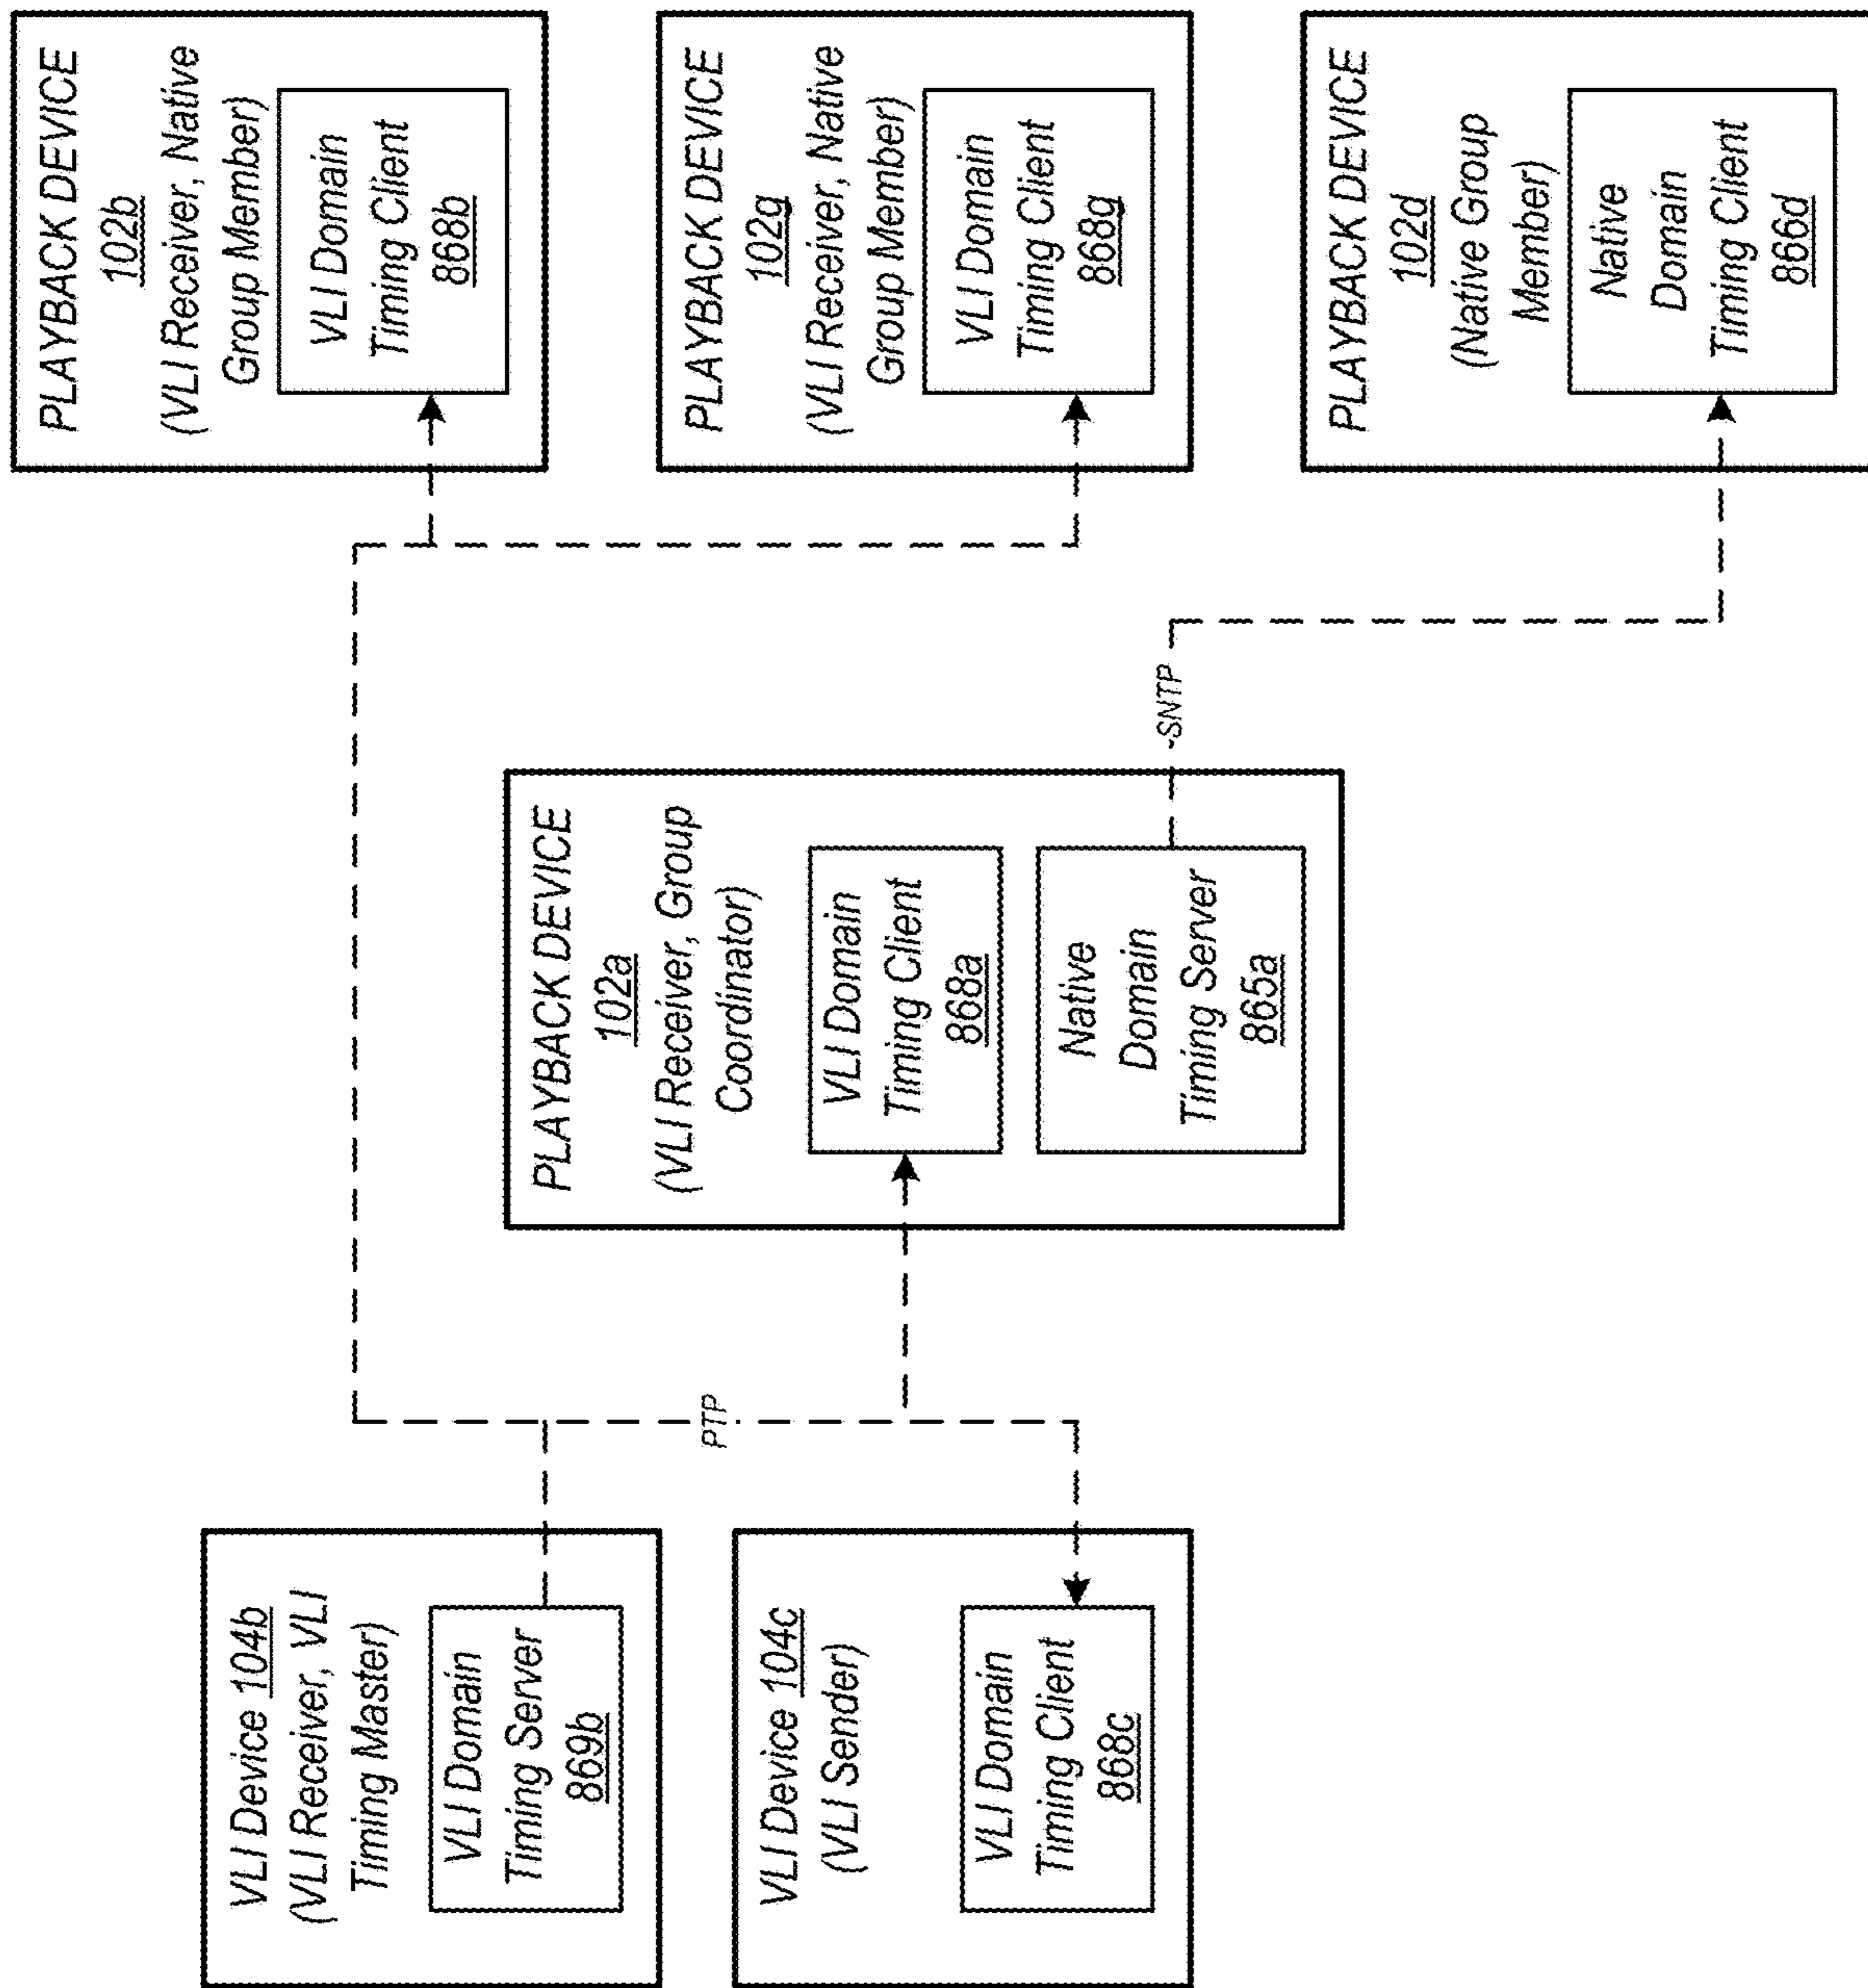 VLI Device 104b
(VLI Receiver, VLI
Timing Master)
VLI Domain
Timing Server
869b
VLI Device 104c
(VLI Sender)
VLI Domain
Timing Client
868c
PTP
PLAYBACK DEVICE
102a
(VLI Receiver, Group
Coordinator)
VLI Domain
Timing Client
868a
Native
Domain
Timing Server
865a
SNTP
PLAYBACK DEVICE
102b
(VLI Receiver, Native
Group Member)
VLI Domain
Timing Client
868b
PLAYBACK DEVICE
102g
(VLI Receiver, Native
Group Member)
VLI Domain
Timing Client
868g
PLAYBACK DEVICE
102d
(Native Group
Member)
Native
Domain
Timing Client
866d